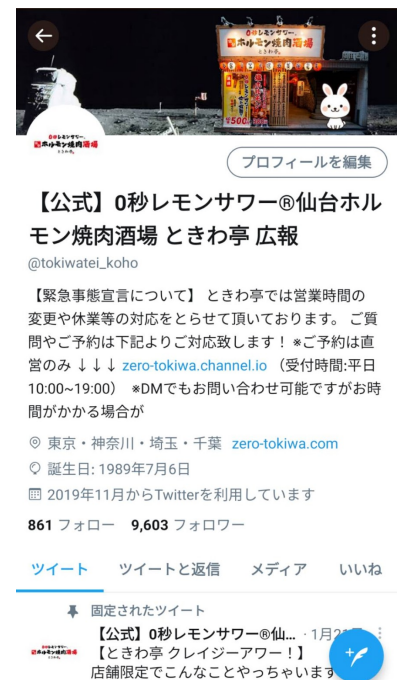 0秒レモンサワー®
ホルモン焼肉酒場
ときわ亭
¥500
0秒レモンサワー®
ホルモン焼肉酒場
ときわ亭
プロフィールを編集
【公式】0秒レモンサワー®仙台ホル
モン焼肉酒場 ときわ亭 広報
@tokiwatei_koho
【緊急事態宣言について】 ときわ亭では営業時間の
変更や休業等の対応をとらせて頂いております。 ご質
問やご予約は下記よりご対応致します！ ※ご予約は直
営のみ ↓↓↓ zero-tokiwa.channel.io （受付時間:平日
10:00~19:00） ※DMでもお問い合わせ可能ですがお時
間がかかる場合が
東京・神奈川・埼玉・千葉 zero-tokiwa.com
誕生日: 1989年7月6日
2019年11月からTwitterを利用しています
861 フォロー 9,603 フォロワー
ツイート ツイートと返信 メディア いいね
固定されたツイート
【公式】0秒レモンサワー®仙... · 1月2
【ときわ亭 クレイジーアワー！】
店舗限定でこんなことやっちゃいます
ホルモン焼肉酒場